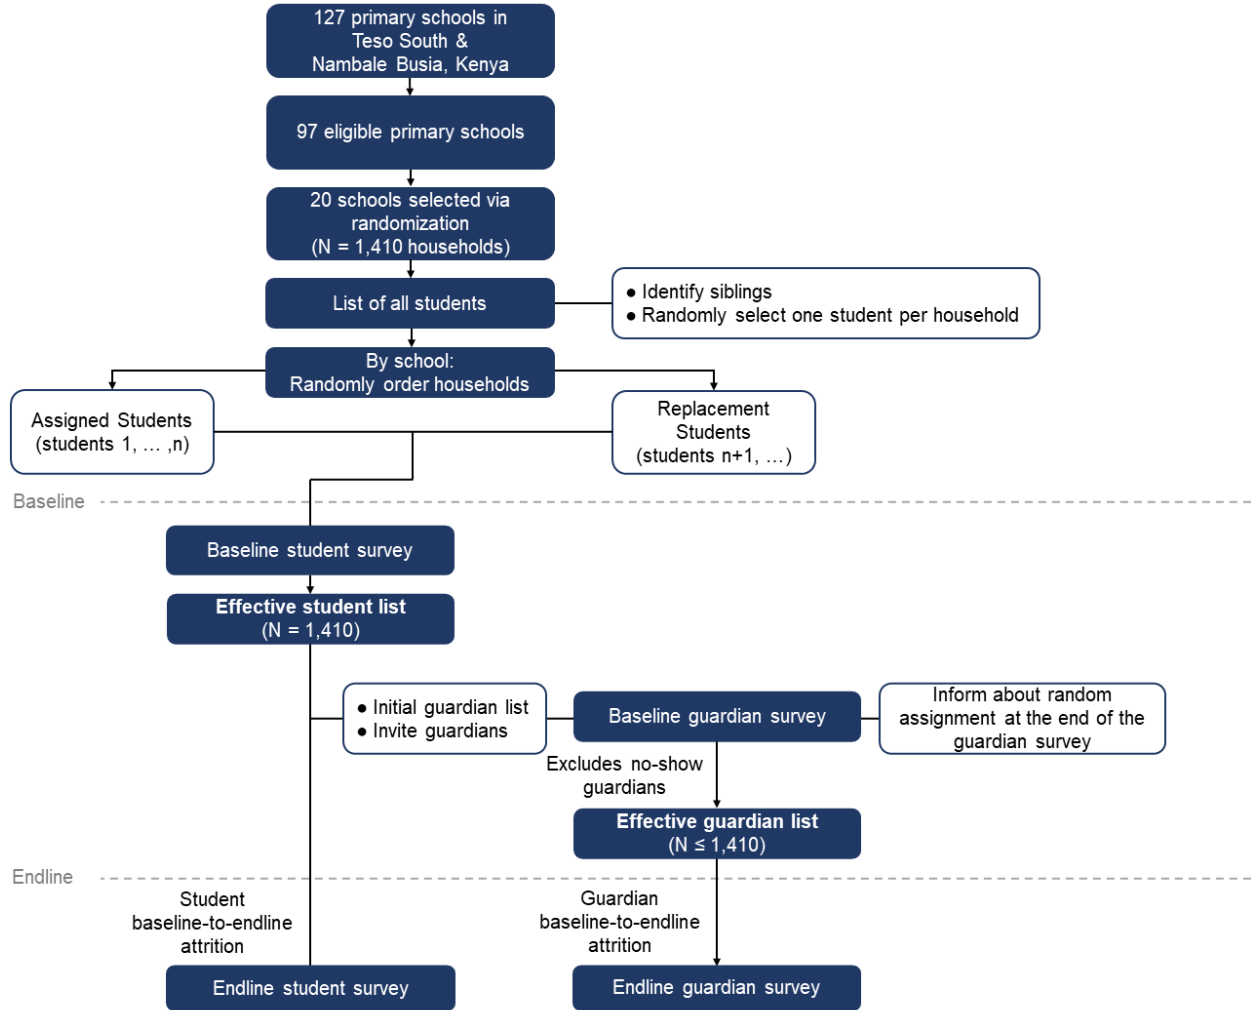 127 primary schools in
Teso South &
Nambale Busia, Kenya
97 eligible primary schools
20 schools selected via
randomization
(N = 1,410 households)
List of all students
● Identify siblings
● Randomly select one student per household
By school:
Randomly order households
Assigned Students
(students 1, … ,n)
Replacement
Students
(students n+1, …)
Baseline
Baseline student survey
Effective student list
(N = 1,410)
● Initial guardian list
● Invite guardians
Baseline guardian survey
Inform about random
assignment at the end of the
guardian survey
Excludes no-show
guardians
Effective guardian list
(N ≤ 1,410)
Endline
Student
baseline-to-endline
attrition
Guardian
baseline-to-endline
attrition
Endline student survey
Endline guardian survey